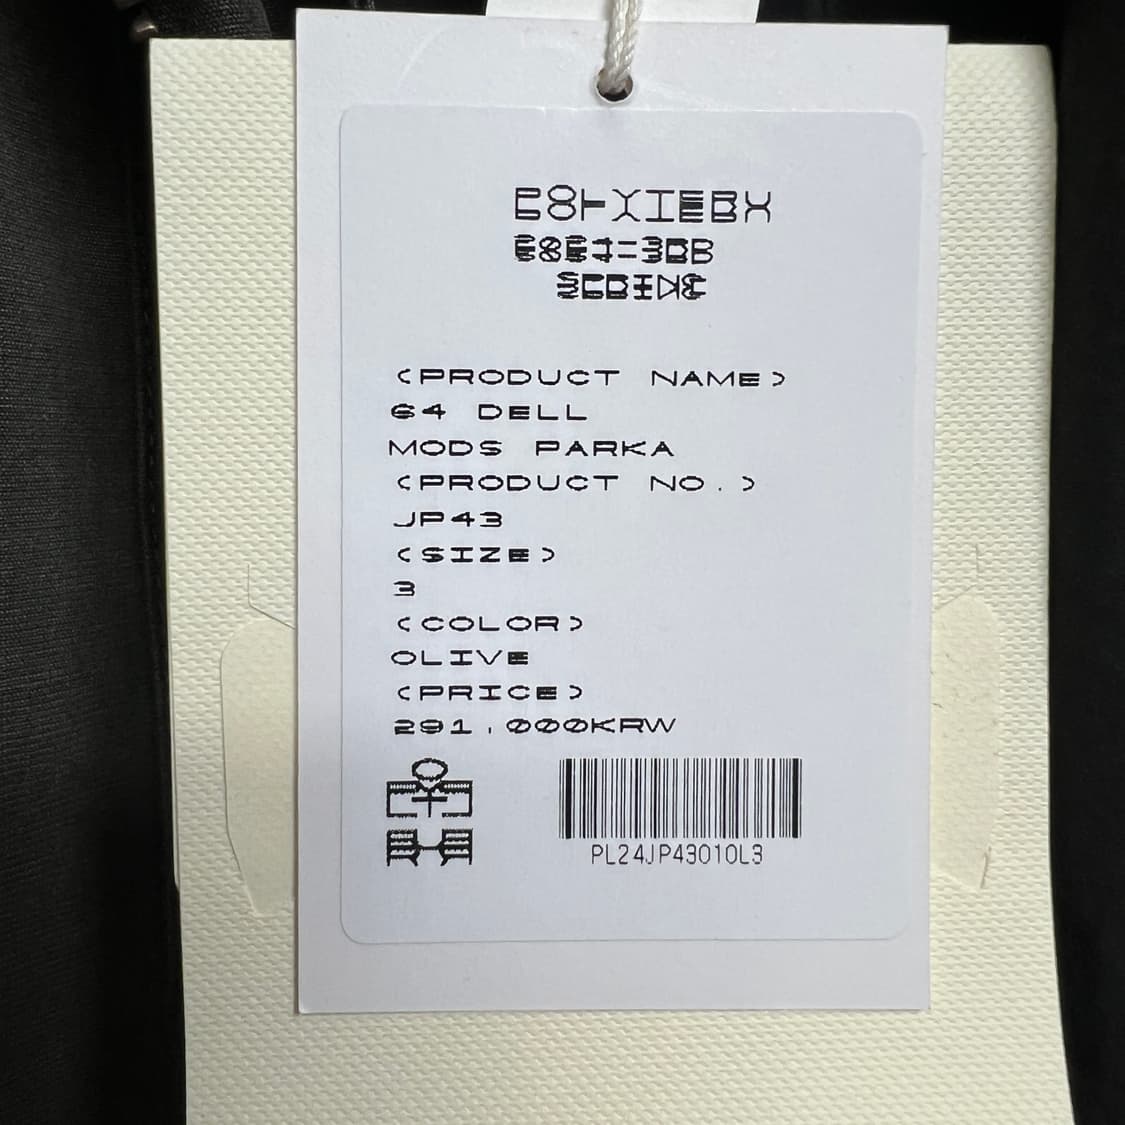 <PRODUCT NAME>
64 DELL
MODS PARKA
<PRODUCT NO.>
JP43
<SIZE>
3
<COLOR>
OLIVE
<PRICE>
291,000KRW
PL24JP43010L3